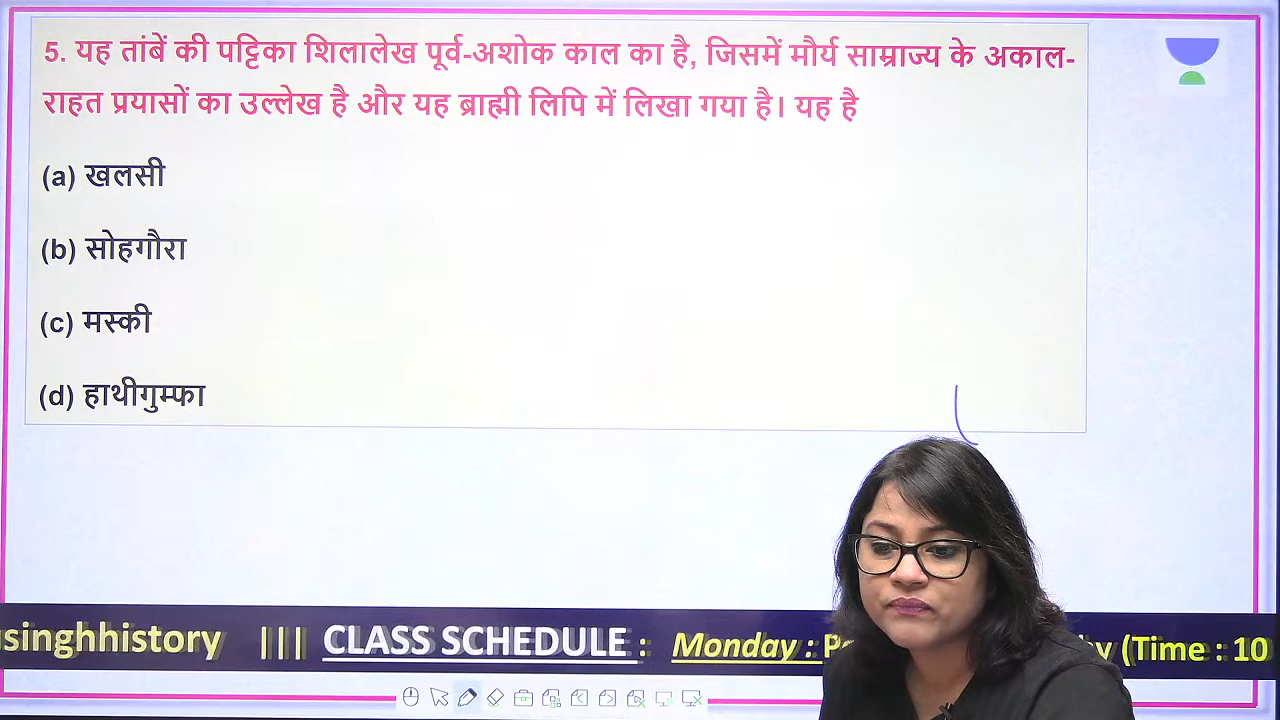 5. यह तांबें की पट्टिका शिलालेख पूर्व-अशोक काल का है, जिसमें मौर्य साम्राज्य के अकाल-
राहत प्रयासों का उल्लेख है और यह ब्राह्मी लिपि में लिखा गया है। यह है
(a) खलसी
(b) सोहगौरा
(c) मस्की
(d) हाथीगुम्फा
singhhistory ||| CLASS SCHEDULE : Monday : (Time : 10